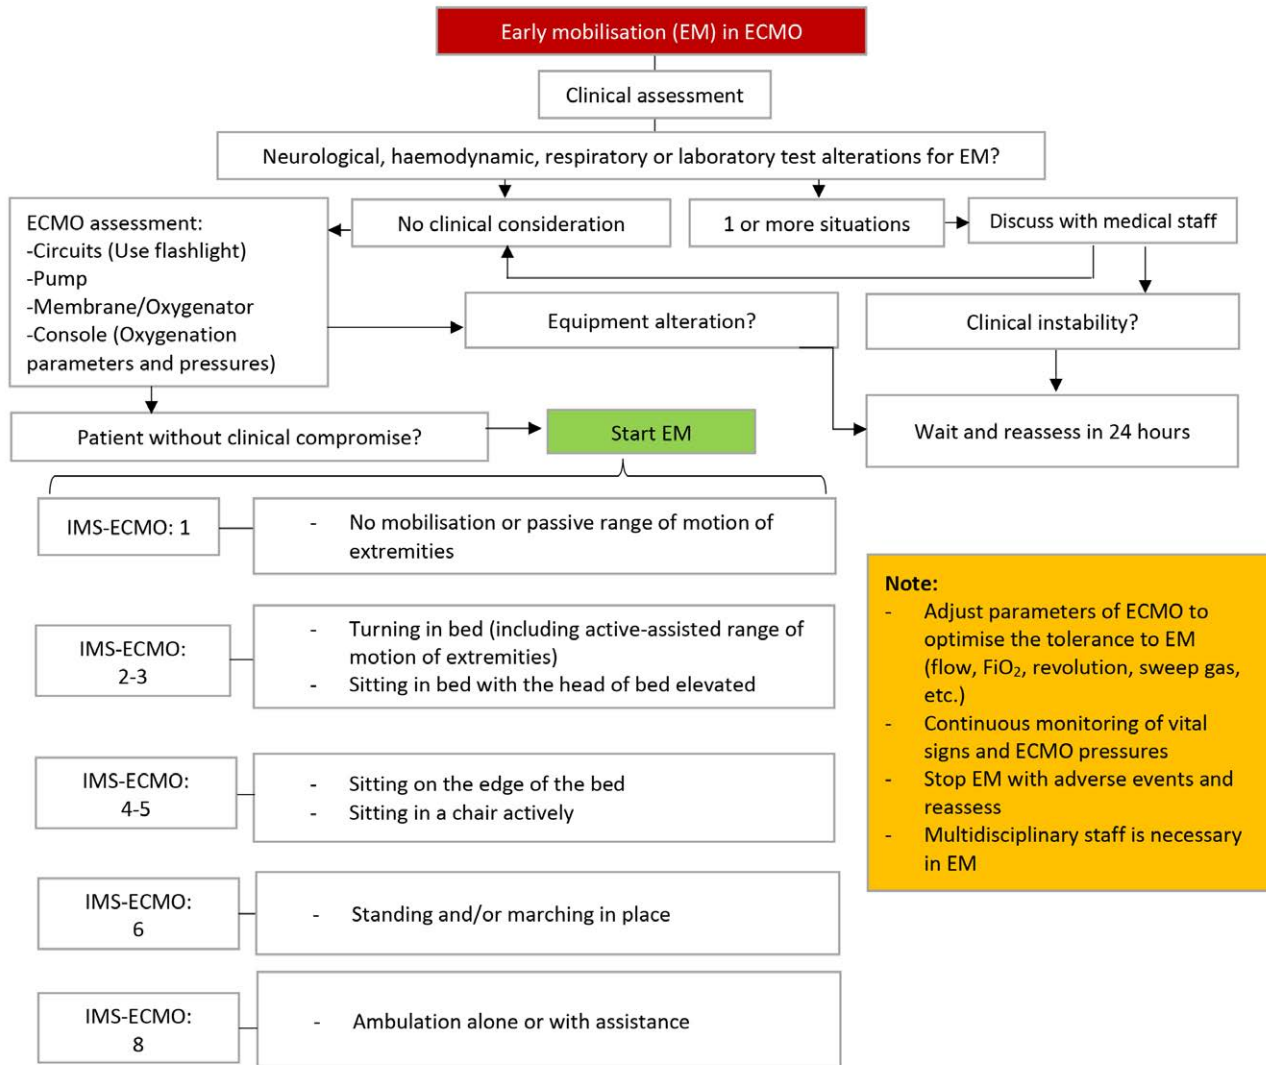 Early mobilisation (EM) in ECMO
Clinical assessment
Neurological, haemodynamic, respiratory or laboratory test alterations for EM?
No clinical consideration
1 or more situations
Discuss with medical staff
ECMO assessment:
-Circuits (Use flashlight)
-Pump
-Membrane/Oxygenator
-Console (Oxygenation
parameters and pressures)
Equipment alteration?
Clinical instability?
Patient without clinical compromise?
Start EM
Wait and reassess in 24 hours
IMS-ECMO: 1
- No mobilisation or passive range of motion of
extremities
IMS-ECMO:
2-3
- Turning in bed (including active-assisted range of
motion of extremities)
- Sitting in bed with the head of bed elevated
IMS-ECMO:
4-5
- Sitting on the edge of the bed
- Sitting in a chair actively
IMS-ECMO:
6
- Standing and/or marching in place
IMS-ECMO:
8
- Ambulation alone or with assistance
Note:
- Adjust parameters of ECMO to
optimise the tolerance to EM
(flow, FiO₂, revolution, sweep gas,
etc.)
- Continuous monitoring of vital
signs and ECMO pressures
- Stop EM with adverse events and
reassess
- Multidisciplinary staff is necessary
in EM